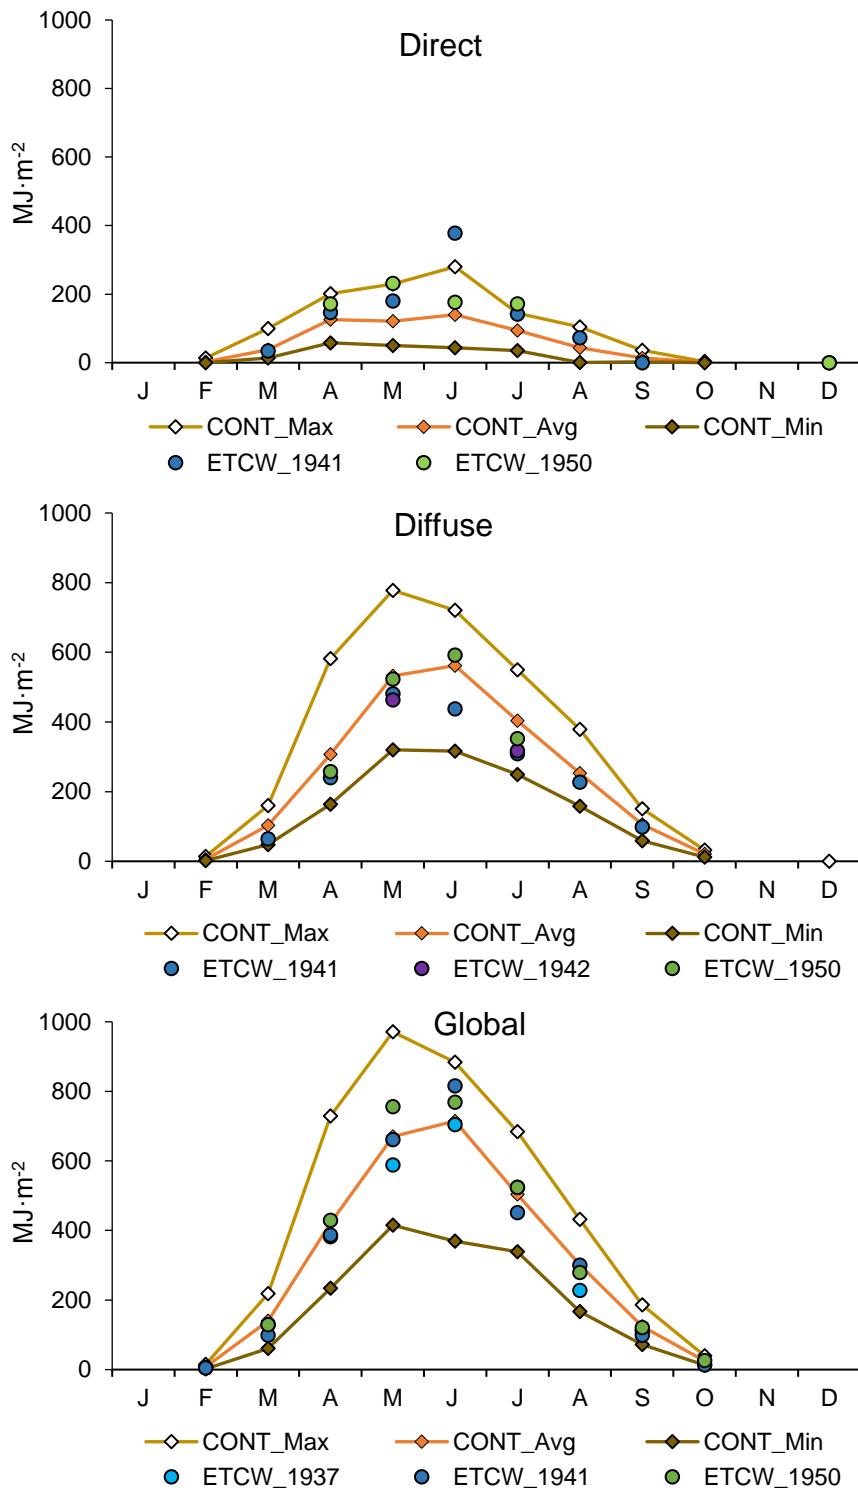 Direct
1000
800
600
400
200
0
MJ·m-2
J F M A M J J A S O N D
CONT_Max CONT_Avg CONT_Min
ETCW_1941 ETCW_1950
Diffuse
1000
800
600
400
200
0
MJ·m-2
J F M A M J J A S O N D
CONT_Max CONT_Avg CONT_Min
ETCW_1941 ETCW_1942 ETCW_1950
Global
1000
800
600
400
200
0
MJ·m-2
J F M A M J J A S O N D
CONT_Max CONT_Avg CONT_Min
ETCW_1937 ETCW_1941 ETCW_1950